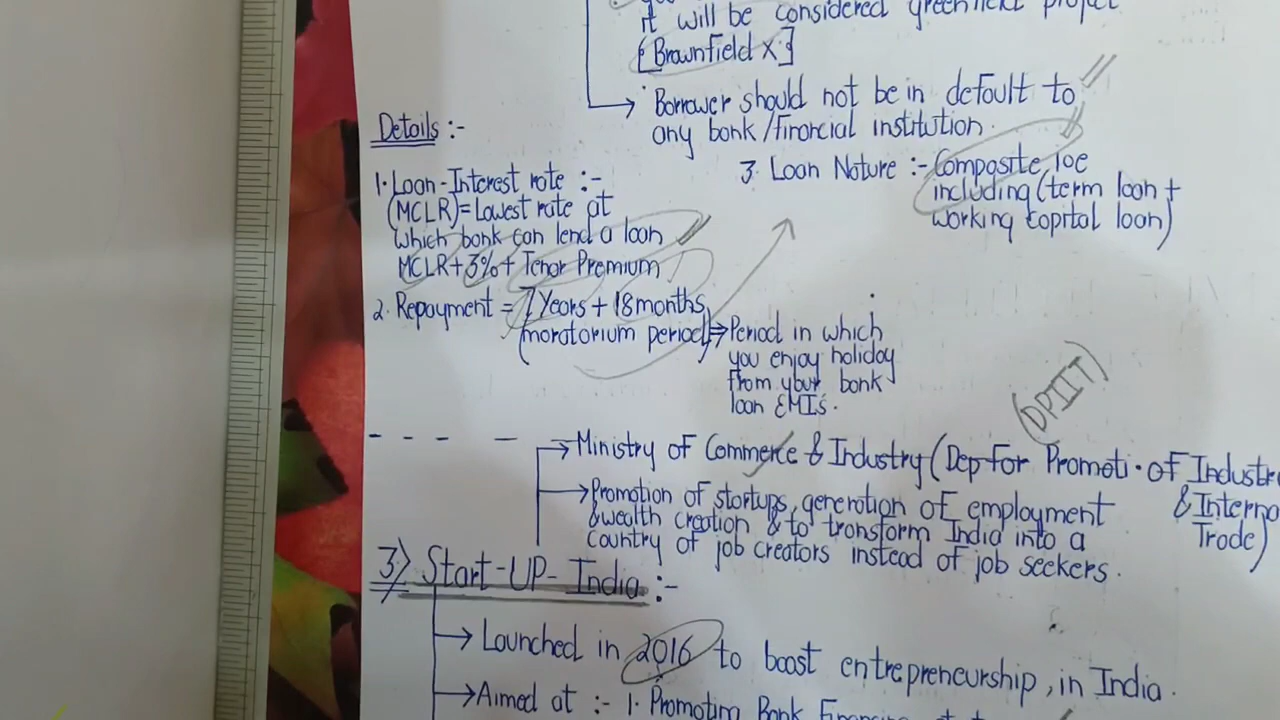 it will be considered greenfield project
[Brownfield x]
Borrower should not be in default to
any bank/financial institution.
Details :-
1. Loan-Interest rate :-
(MCLR)=Lowest rate at
which bank can lend a loan
MCLR+3%+Tenor Premium
2. Repayment = 7 Years + 18 months
(moratorium period) ⇒ Period in which
you enjoy holiday
from your bank
loan EMIs.
3. Loan Nature :- Composite loe
including (term loan +
working capital loan)
(DPIIT)
Ministry of Commerce & Industry (Dep for Promoti. of Industr
& Interna
Trade)
Promotion of startups, generation of employment
& wealth creation & to transform India into a
country of job creators instead of job seekers.
3) Start-UP-India :-
Launched in 2016 to boost entrepreneurship, in India.
Aimed at :- 1. Promoting Bank